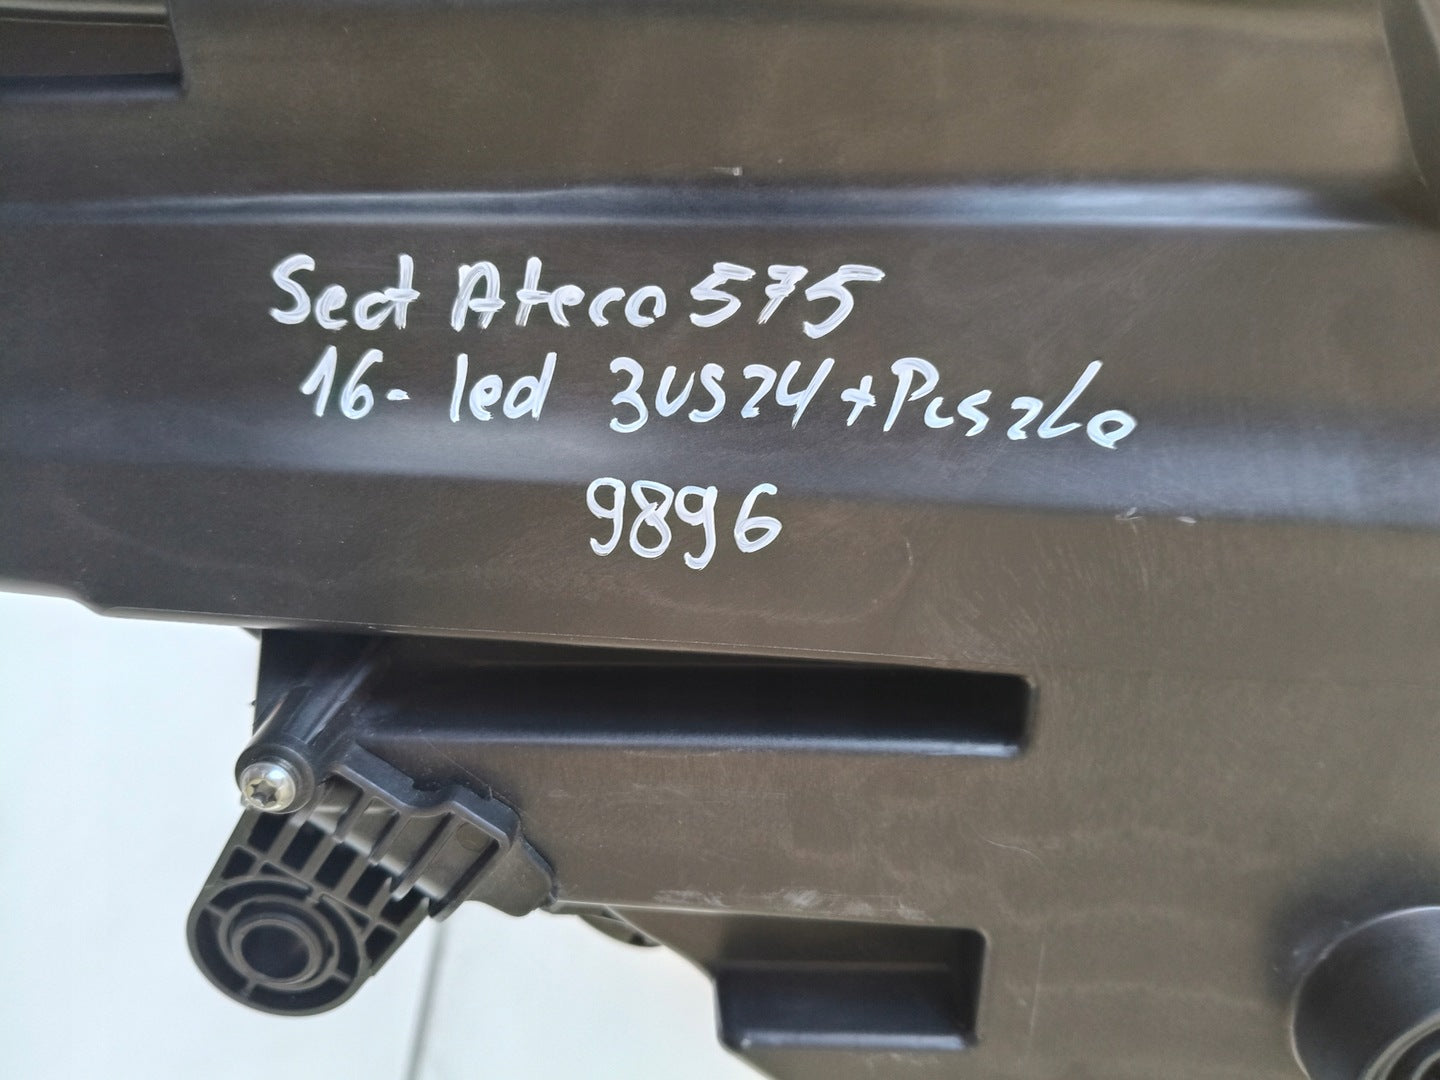 Seat Ateca 575
16- led 3US24 + Puszka
9896